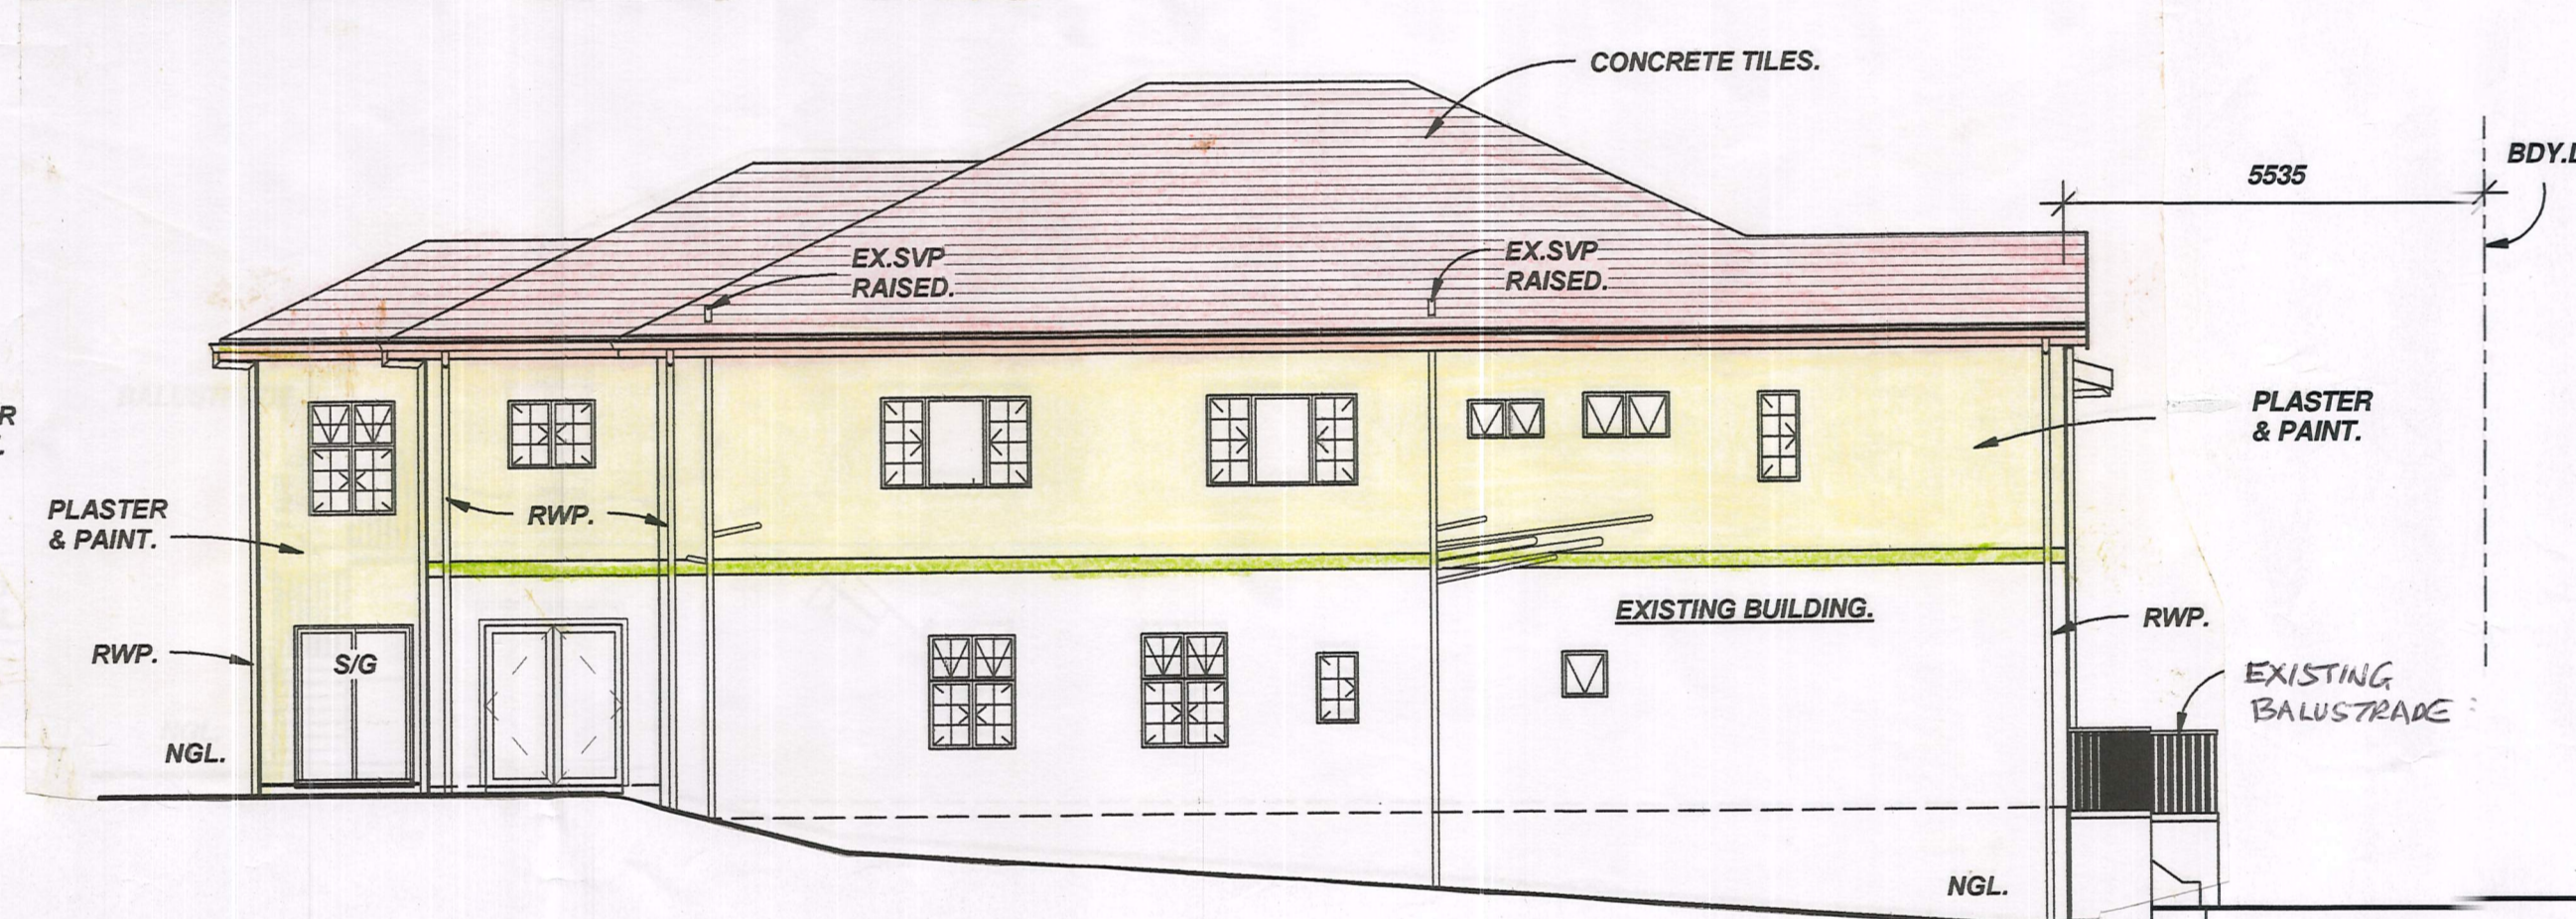 CONCRETE TILES.
BDY.L
5535
EX.SVP
RAISED.
EX.SVP
RAISED.
R
PLASTER
& PAINT.
PLASTER
& PAINT.
RWP.
EXISTING BUILDING.
RWP.
RWP.
S/G
EXISTING
BALUSTRADE
NGL.
NGL.